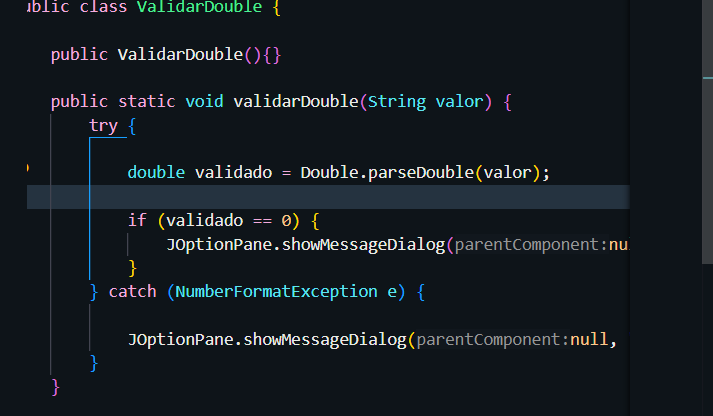 ublic class ValidarDouble {
public ValidarDouble(){}
public static void validarDouble(String valor) {
try {
double validado = Double.parseDouble(valor);
if (validado == 0) {
JOptionPane.showMessageDialog(parentComponent:nu
}
} catch (NumberFormatException e) {
JOptionPane.showMessageDialog(parentComponent:null,
}
}